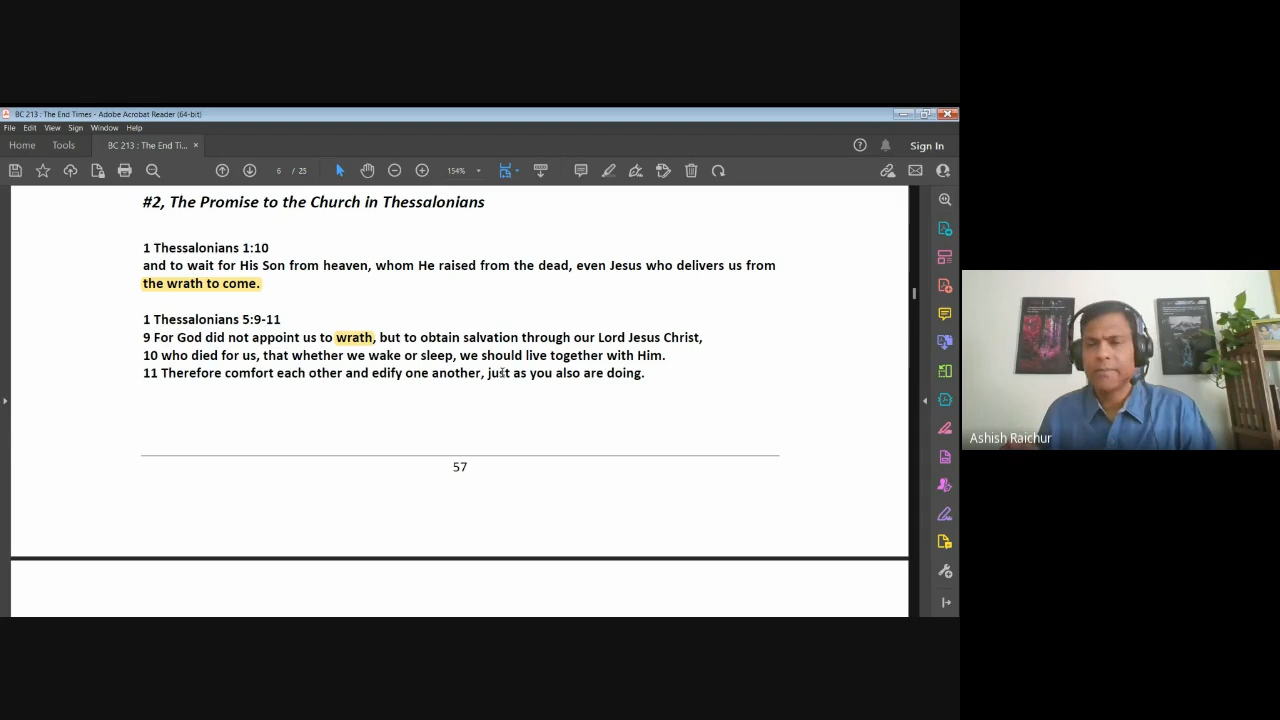 BC 213 : The End Times - Adobe Acrobat Reader (64-bit)
File Edit View Sign Window Help
Home Tools BC 213 : The End Ti... × Sign In
6 / 25 154%
#2, The Promise to the Church in Thessalonians
1 Thessalonians 1:10
and to wait for His Son from heaven, whom He raised from the dead, even Jesus who delivers us from
the wrath to come.
1 Thessalonians 5:9-11
9 For God did not appoint us to wrath, but to obtain salvation through our Lord Jesus Christ,
10 who died for us, that whether we wake or sleep, we should live together with Him.
11 Therefore comfort each other and edify one another, just as you also are doing.
57
Ashish Raichur